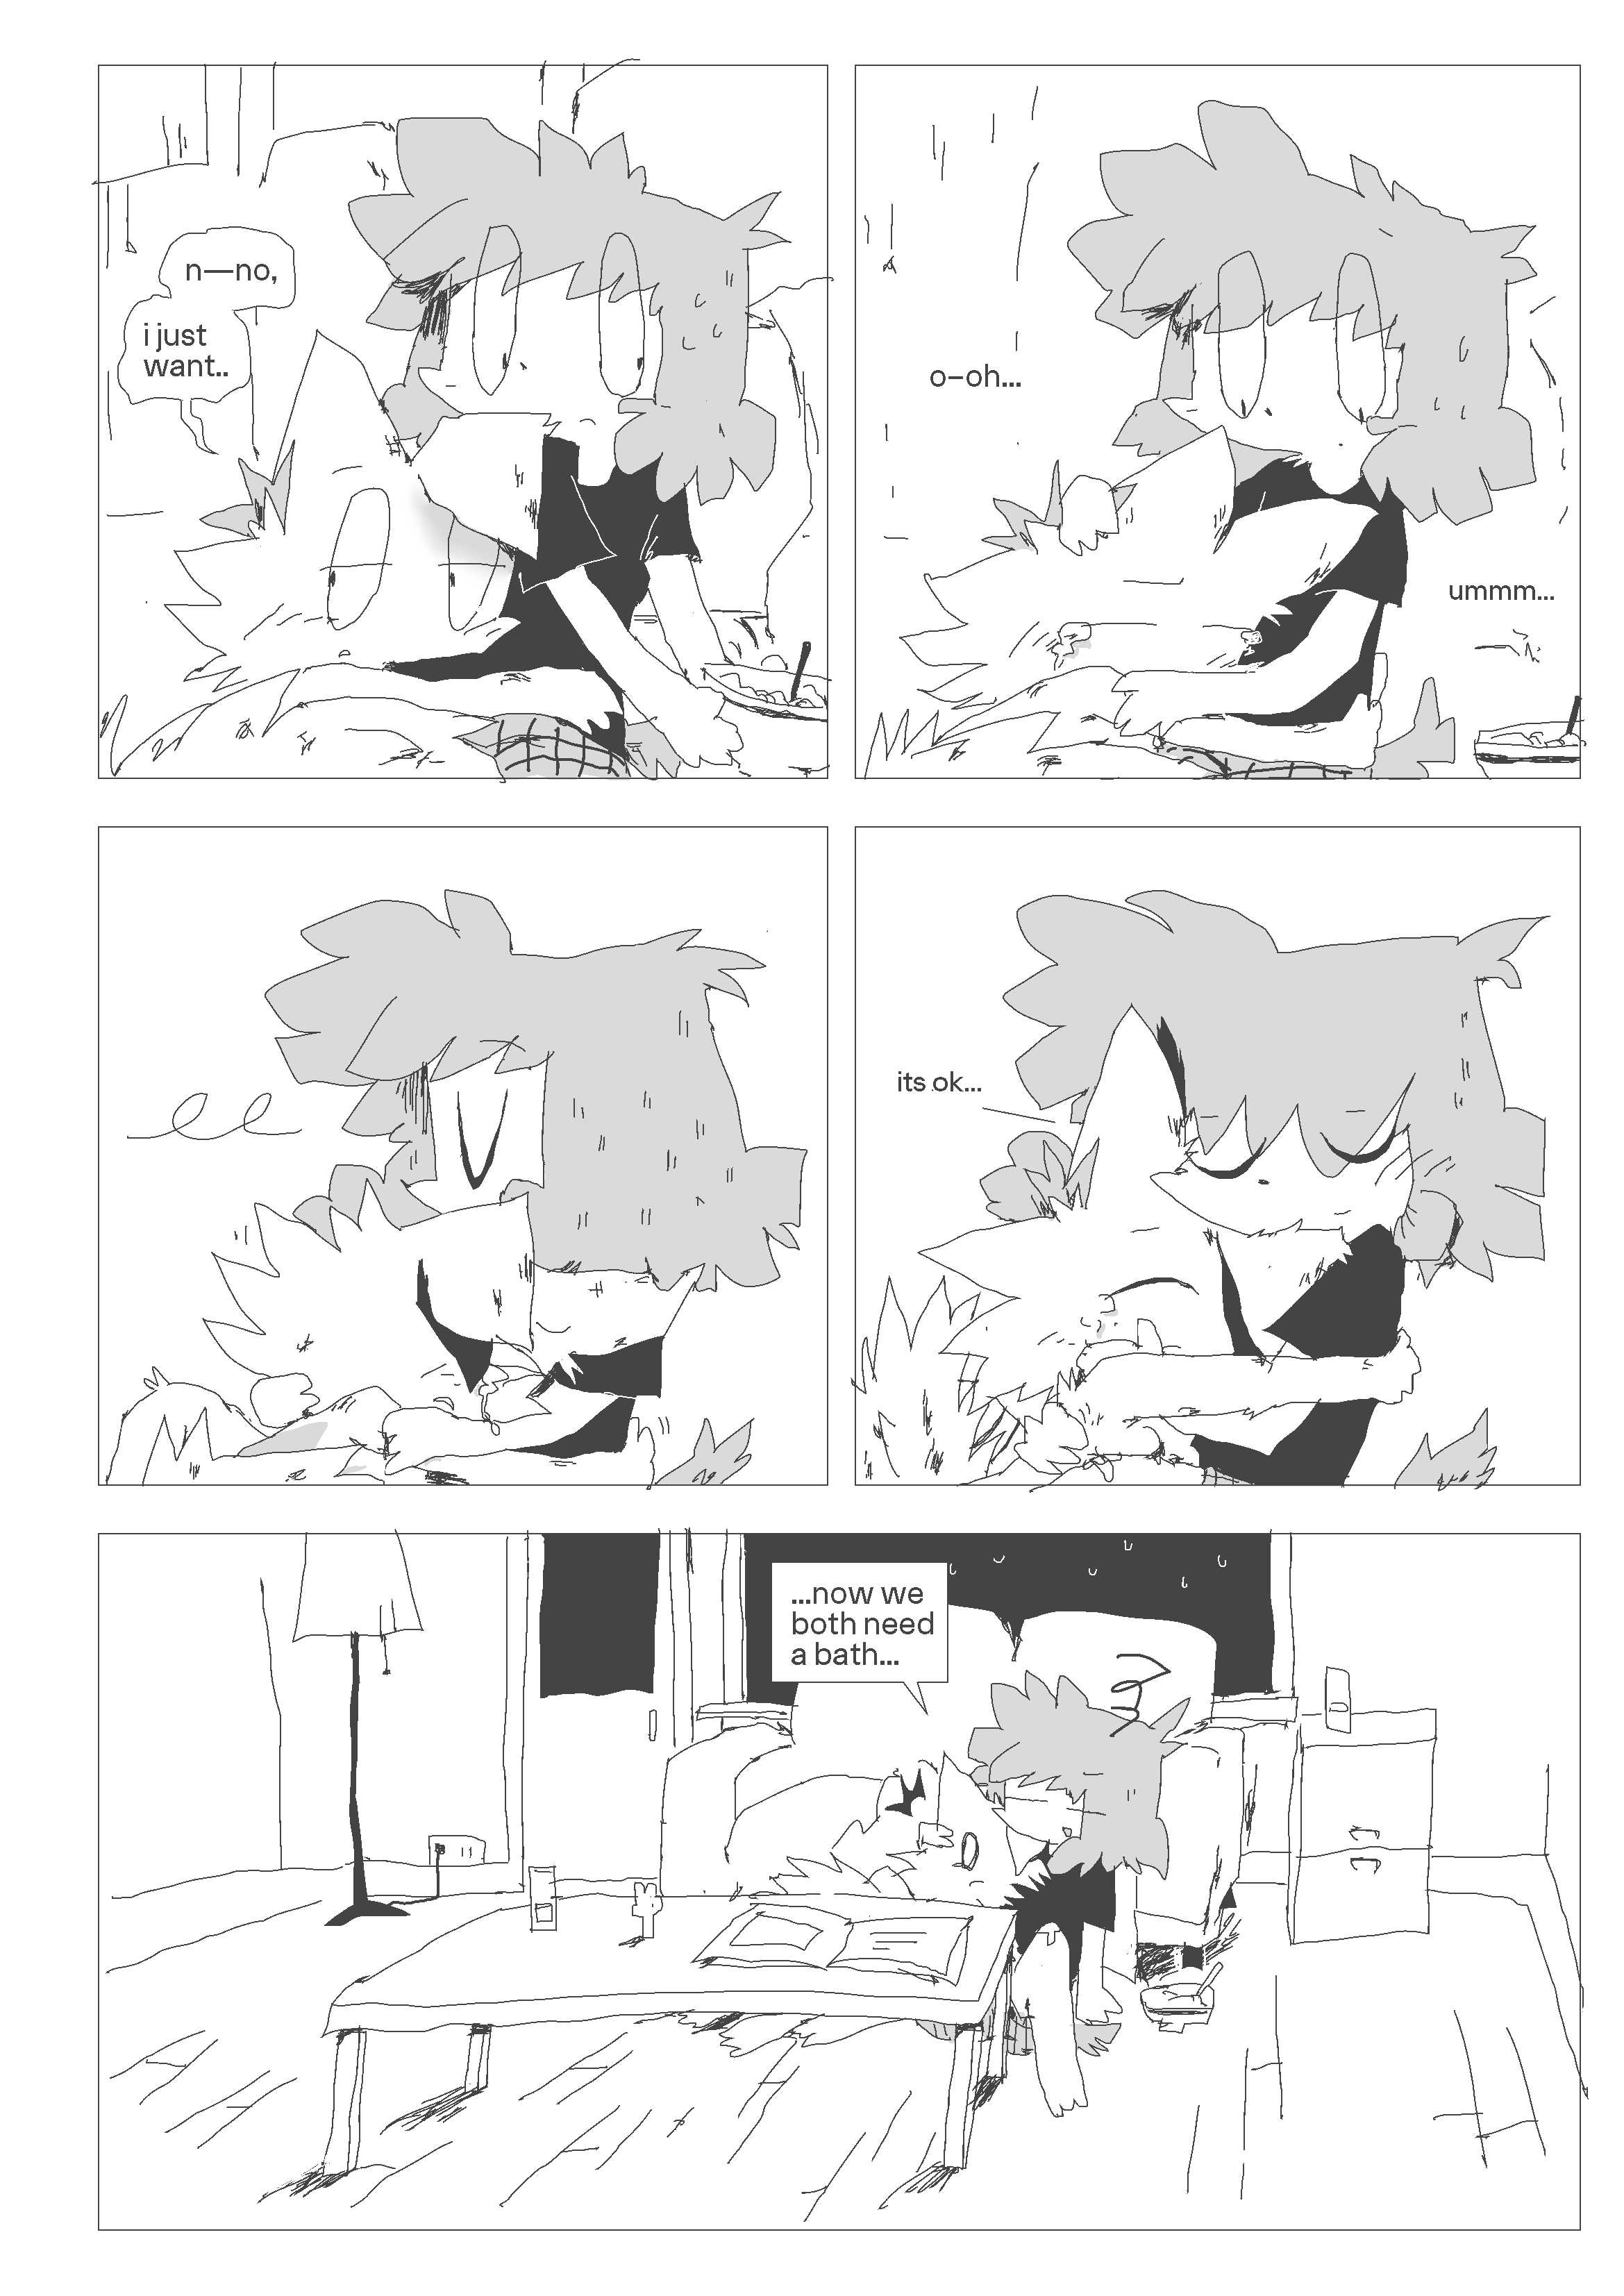 n—no,
i just
want..
o-oh...
ummm...
its ok...
...now we
both need
a bath...